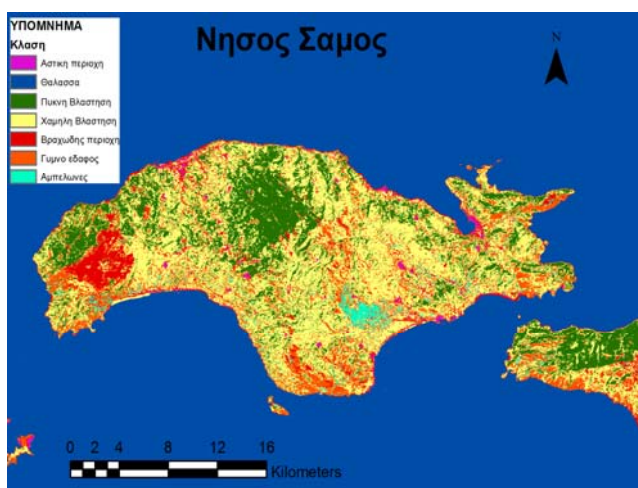 ΥΠΟΜΝΗΜΑ
Κλαση
Αστικη περιοχη
Θαλασσα
Πυκνη Βλαστηση
Χαμηλη Βλαστηση
Βραχωδης περιοχη
Γυμνο εδαφος
Αμπελωνες
Νησος Σαμος
N
0 2 4 8 12 16
Kilometers